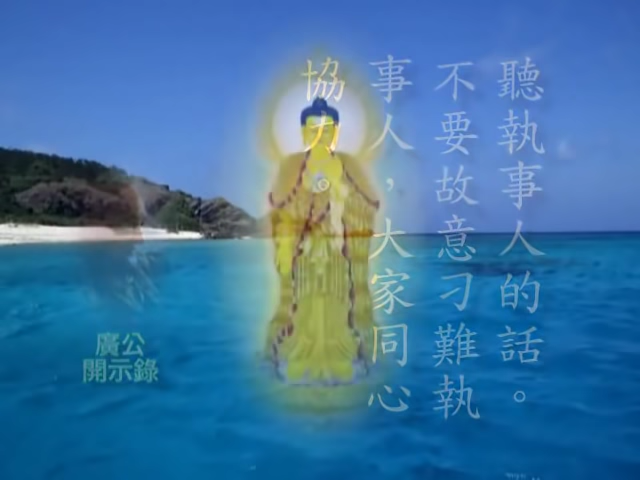 聽執事人的話。
不要故意刁難執
事人，大家同心
協力。
廣公
開示錄